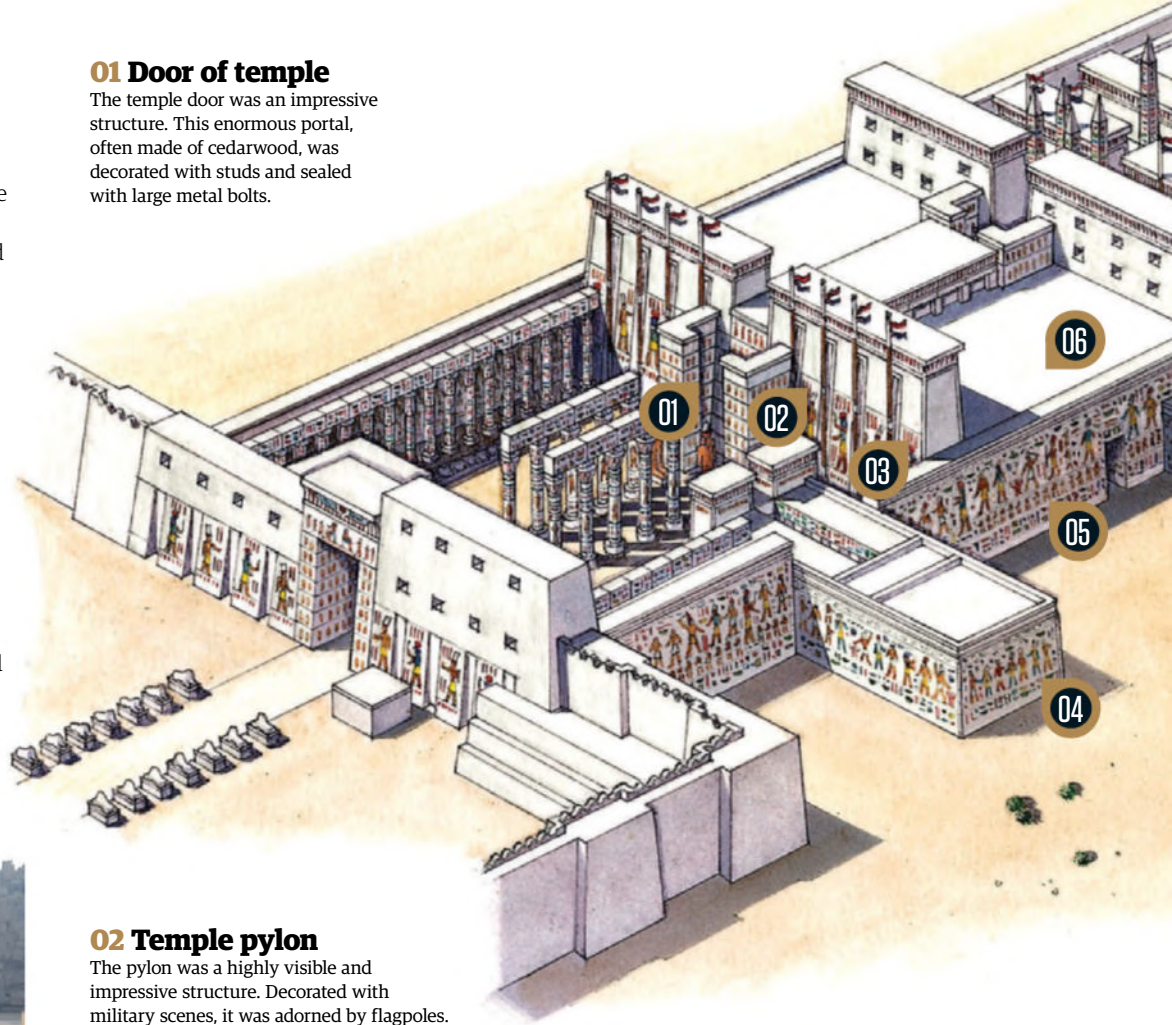 01 Door of temple
The temple door was an impressive
structure. This enormous portal,
often made of cedarwood, was
decorated with studs and sealed
with large metal bolts.
01
02
03
04
05
06
02 Temple pylon
The pylon was a highly visible and
impressive structure. Decorated with
military scenes, it was adorned by flagpoles.